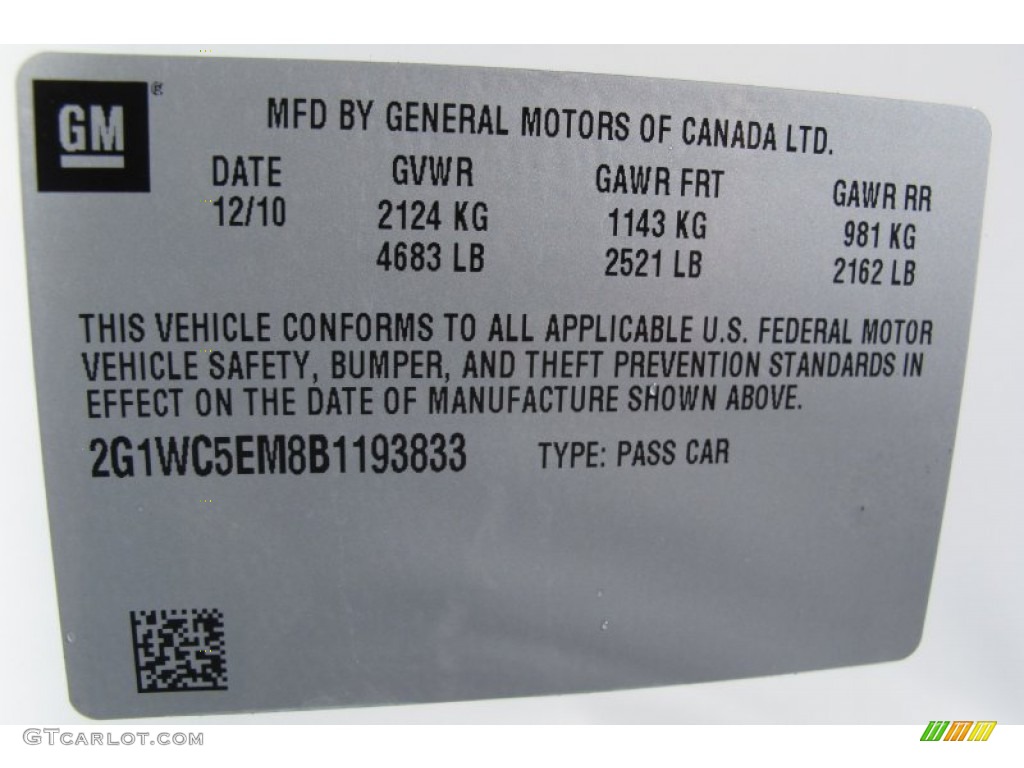 GM ®
MFD BY GENERAL MOTORS OF CANADA LTD.
DATE GVWR GAWR FRT GAWR RR
12/10 2124 KG 1143 KG 981 KG
4683 LB 2521 LB 2162 LB
THIS VEHICLE CONFORMS TO ALL APPLICABLE U.S. FEDERAL MOTOR
VEHICLE SAFETY, BUMPER, AND THEFT PREVENTION STANDARDS IN
EFFECT ON THE DATE OF MANUFACTURE SHOWN ABOVE.
2G1WC5EM8B1193833 TYPE: PASS CAR
GTCARLOT.COM